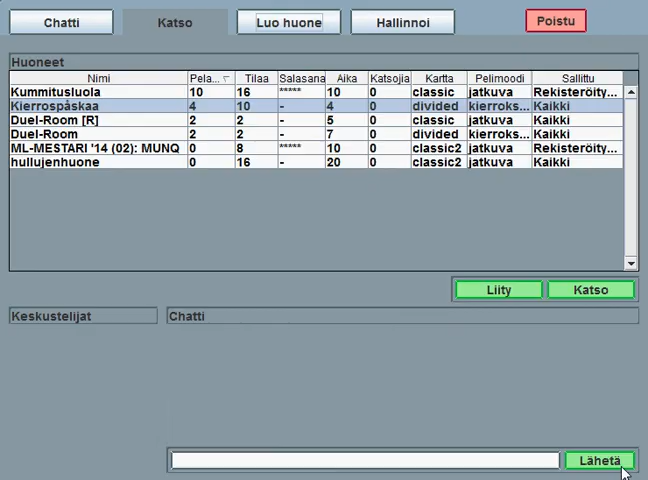 Chatti Katso Luo huone Hallinnoi Poistu
Huoneet
Nimi Pela... Tilaa Salasana Aika Katsojia Kartta Pelimoodi Sallittu
Kummitusluola 10 16 ***** 10 0 classic jatkuva Rekisteröity...
Kierrospåskaa 4 10 - 4 0 divided kierroks... Kaikki
Duel-Room [R] 2 2 - 5 0 classic jatkuva Kaikki
Duel-Room 2 2 - 7 0 divided kierroks... Kaikki
ML-MESTARI '14 (02): MUNQ 0 8 ***** 10 0 classic2 jatkuva Rekisteröity...
hullujenhuone 0 16 - 20 0 classic2 jatkuva Kaikki
Liity Katso
Keskustelijat Chatti
Lähetä